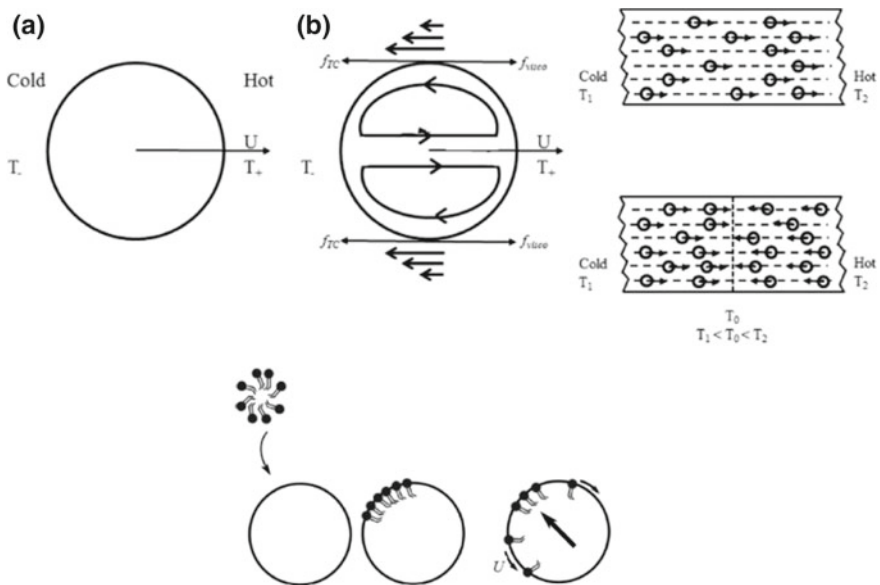 (a)
Cold
Hot
T-
U
T+
(b)
fTC
fvisco
T-
U
T+
fTC
fvisco
Cold
T1
Hot
T2
Cold
T1
Hot
T2
T0
T1 < T0 < T2
U